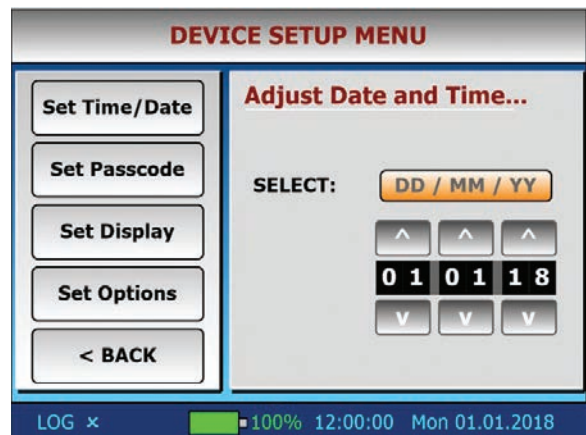 DEVICE SETUP MENU
Set Time/Date
Set Passcode
Set Display
Set Options
< BACK
Adjust Date and Time...
SELECT: DD / MM / YY
^ ^ ^
0 1 0 1 1 8
v v v
LOG × 100% 12:00:00 Mon 01.01.2018